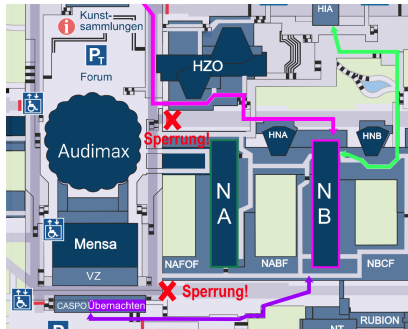 HIA
Kunst-
sammlungen
i
P
T
Forum
HZO
Sperrung!
HNA
HNB
Audimax
N
A
N
B
Mensa
VZ
NAFOF
NABF
NBCF
Sperrung!
CASPO
Übernachten
RUBION
NT
P